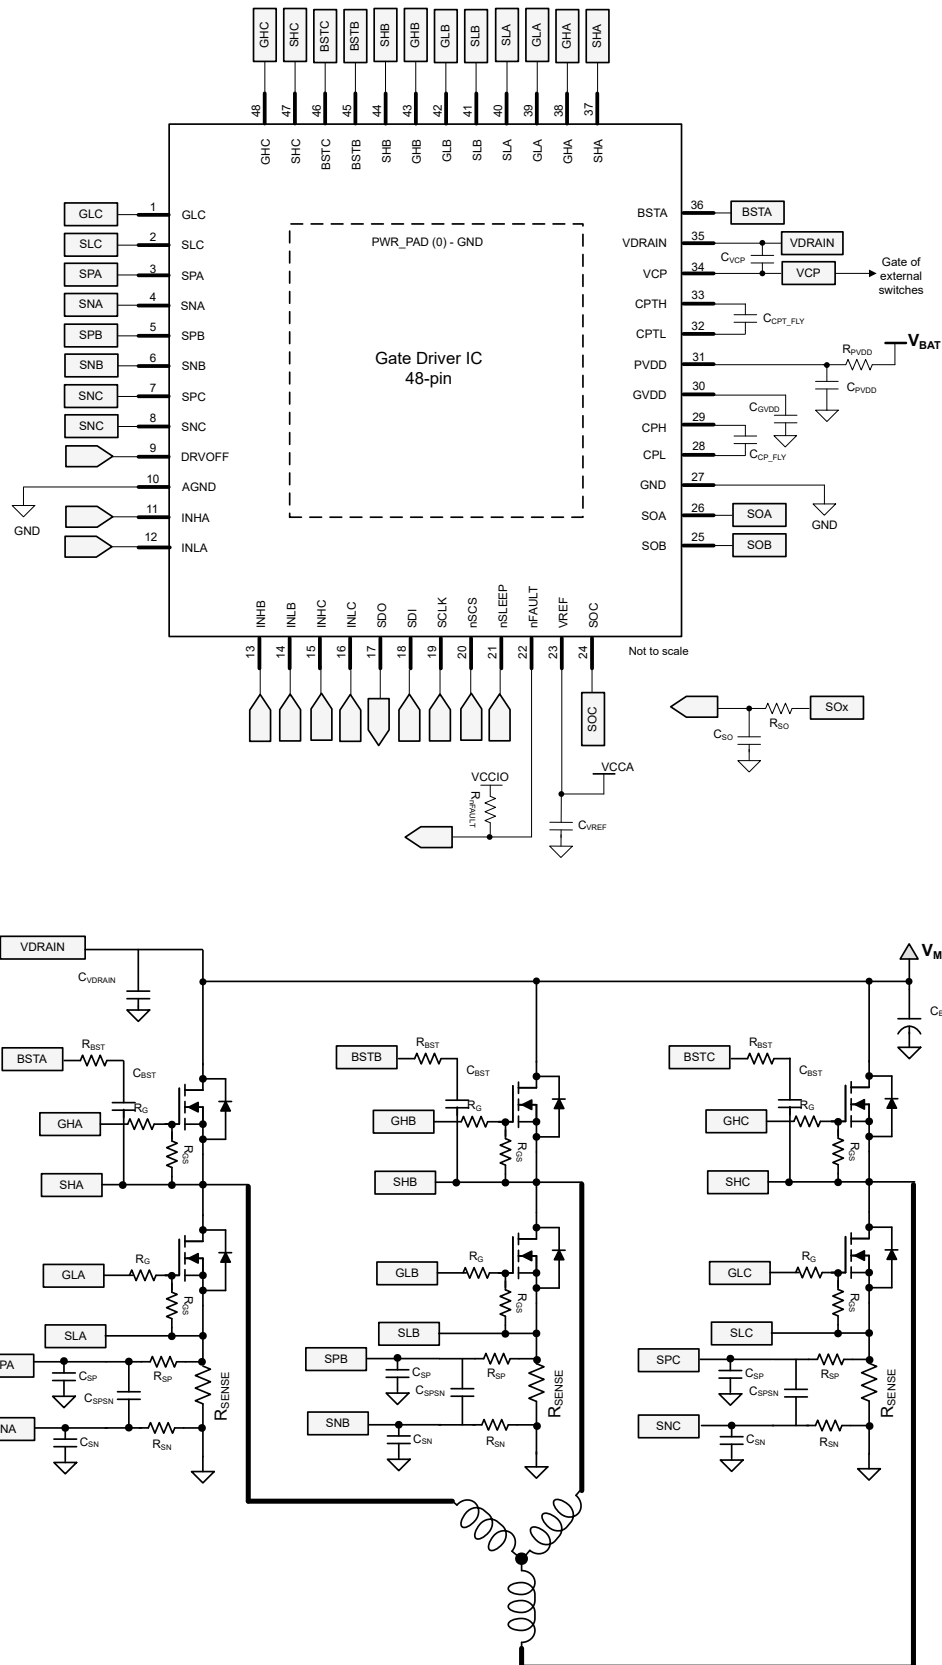 GHC SHC BSTC BSTB SHB GHB GLB SLB SLA GLA GHA SHA
48 47 46 45 44 43 42 41 40 39 38 37
GHC SHC BSTC BSTB SHB GHB GLB SLB SLA GLA GHA SHA
GLC 1 GLC
SLC 2 SLC
SPA 3 SPA
SNA 4 SNA
SPB 5 SPB
SNB 6 SNB
SNC 7 SPC
SNC 8 SNC
9 DRVOFF
10 AGND
GND
11 INHA
12 INLA
PWR_PAD (0) - GND
Gate Driver IC
48-pin
BSTA 36 BSTA
VDRAIN 35 VDRAIN
CVCP
VCP 34 VCP
Gate of
external
switches
CPTH 33
CCPT_FLY
CPTL 32
VBAT
RPVDD
PVDD 31
CPVDD
GVDD 30
CGVDD
CPH 29
CPL 28
CCP_FLY
GND 27
GND
SOA 26 SOA
SOB 25 SOB
INHB INLB INHC INLC SDO SDI SCLK nSCS nSLEEP nFAULT VREF SOC
13 14 15 16 17 18 19 20 21 22 23 24
Not to scale
SOC
SOx
RSO
CSO
VCCIO
RnFAULT
VCCA
CVREF
VDRAIN
CVDRAIN
VM
CB
BSTA RBST
CBST
GHA RG
RGS
SHA
GLA RG
RGS
SLA
PA
CSP
RSP
CSPSN
RSENSE
NA
CSN
RSN
BSTB RBST
CBST
GHB RG
RGS
SHB
GLB RG
RGS
SLB
SPB
CSP
RSP
CSPSN
RSENSE
SNB
CSN
RSN
BSTC RBST
CBST
GHC RG
RGS
SHC
GLC RG
RGS
SLC
SPC
CSP
RSP
CSPSN
RSENSE
SNC
CSN
RSN